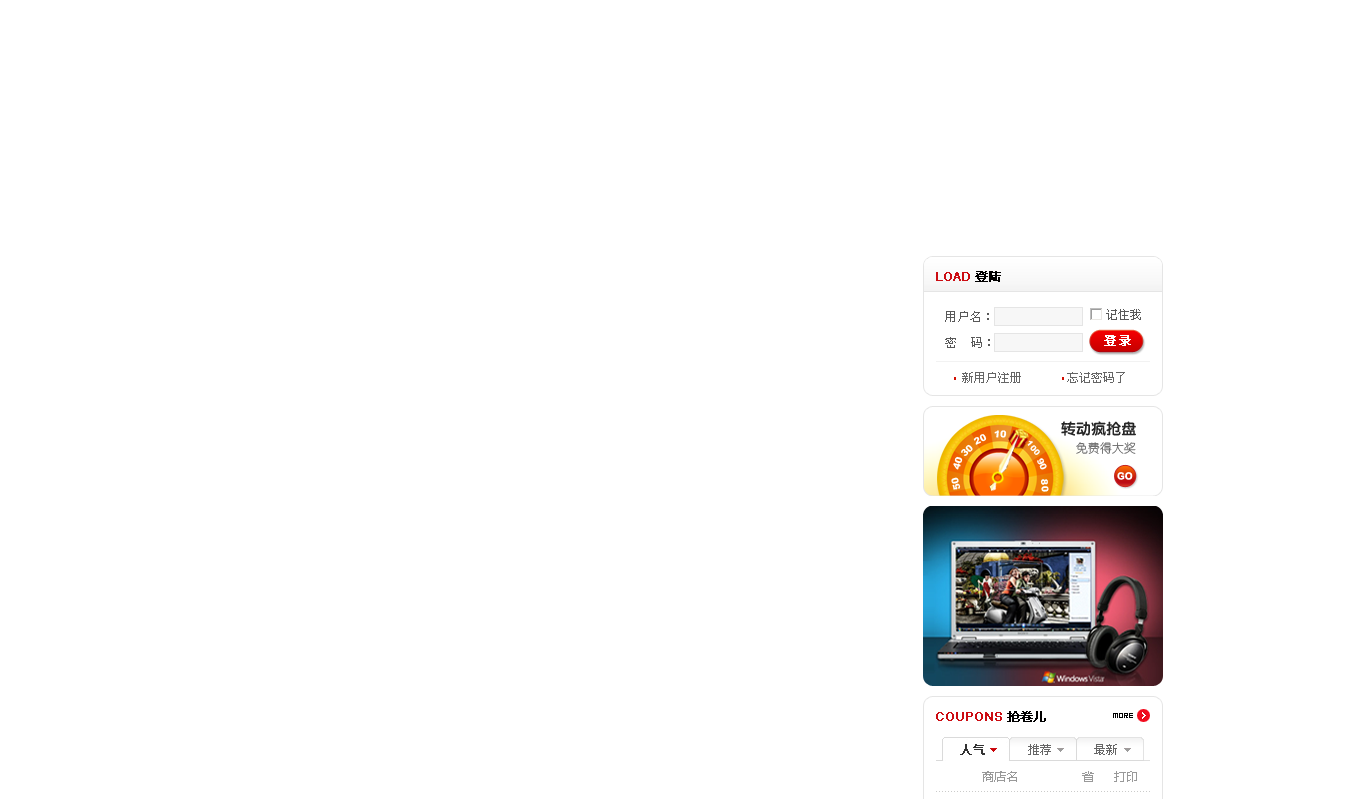 LOAD 登陆
用户名： 记住我
密 码： 登录
新用户注册 忘记密码了
转动疯抢盘
免费得大奖
GO
50 40 30 20 10 100 90 80
Windows Vista
COUPONS 抢卷儿 MORE
人气 推荐 最新
商店名 省 打印